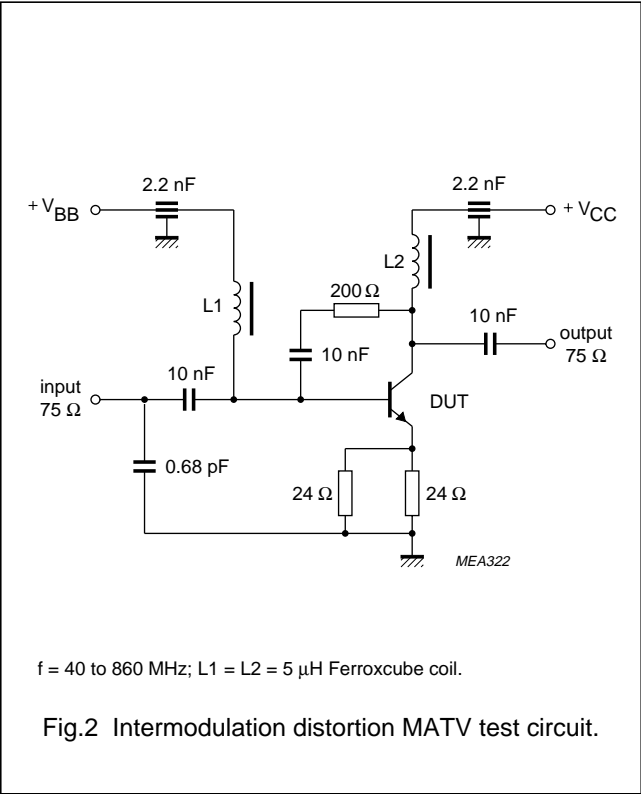 2.2 nF
2.2 nF
+ VBB
+ VCC
L2
200 Ω
L1
10 nF
10 nF
output
75 Ω
10 nF
input
75 Ω
DUT
0.68 pF
24 Ω
24 Ω
MEA322
f = 40 to 860 MHz; L1 = L2 = 5 μH Ferroxcube coil.
Fig.2 Intermodulation distortion MATV test circuit.